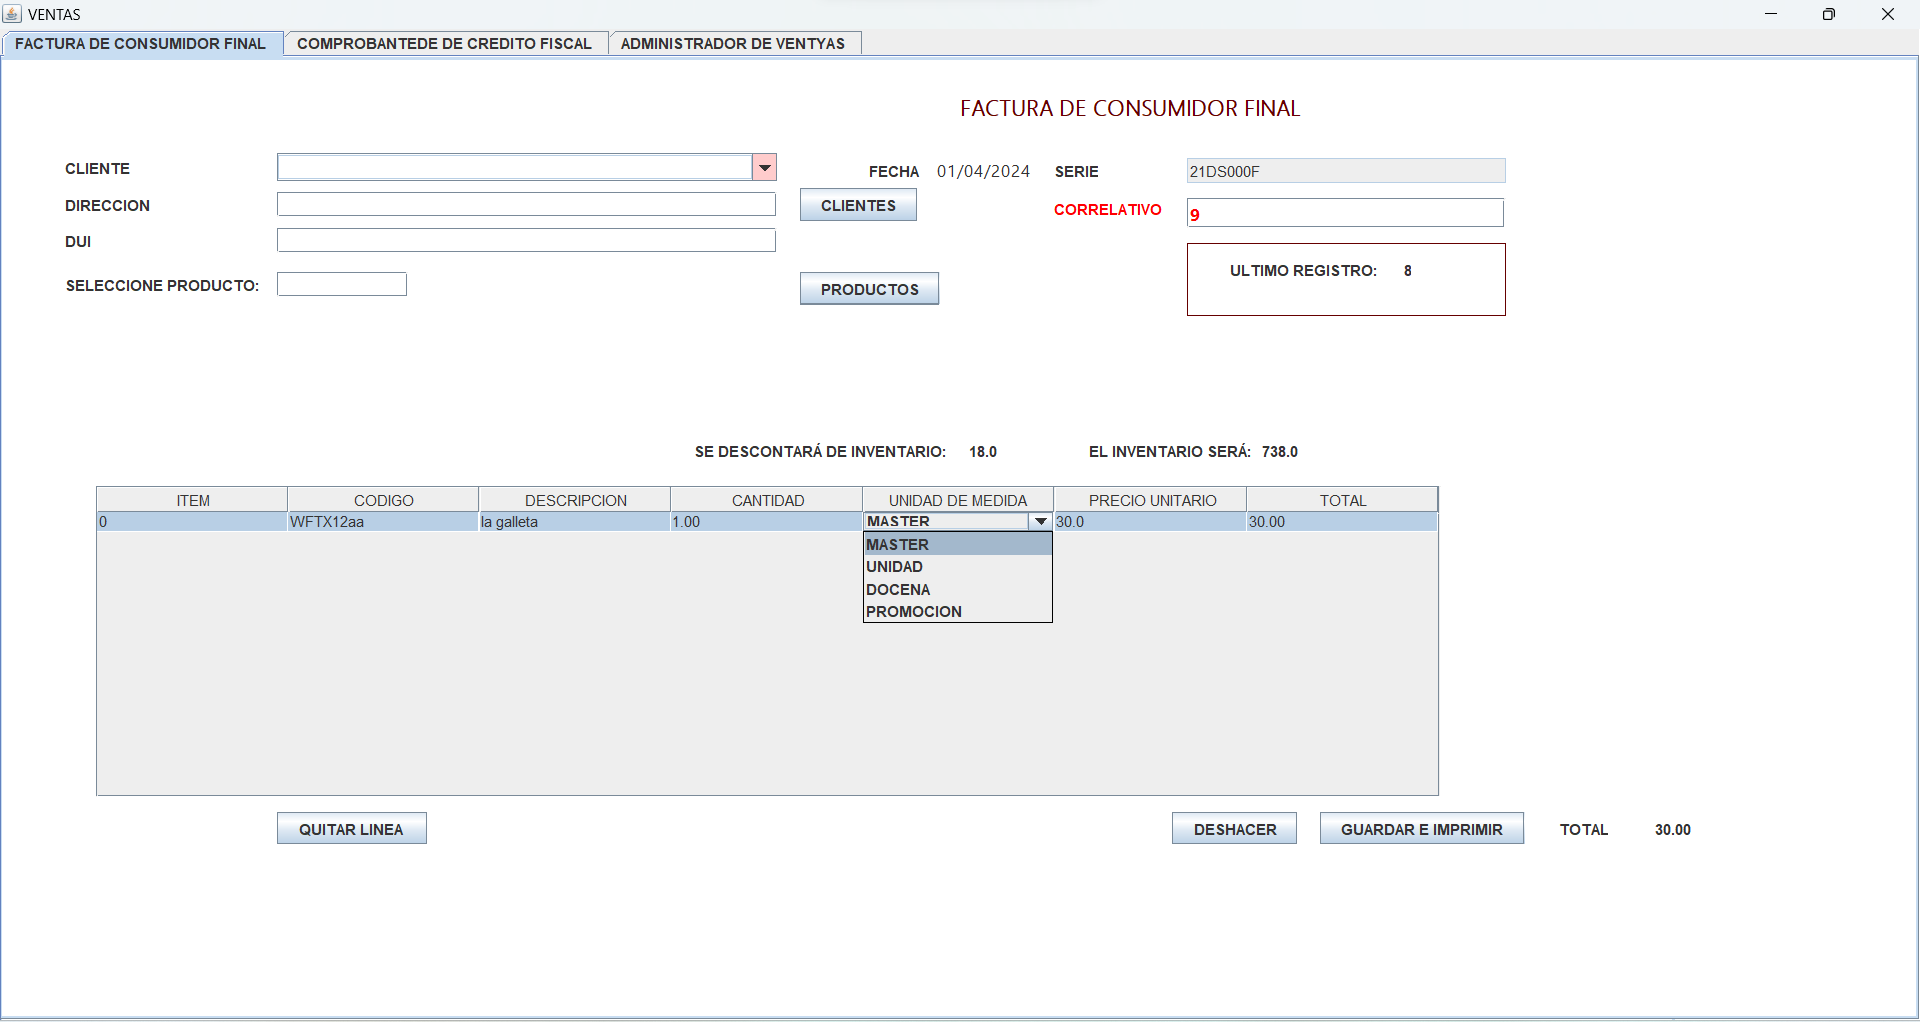 VENTAS
FACTURA DE CONSUMIDOR FINAL COMPROBANTEDE DE CREDITO FISCAL ADMINISTRADOR DE VENTYAS
FACTURA DE CONSUMIDOR FINAL
CLIENTE FECHA 01/04/2024 SERIE 21DS000F
DIRECCION CLIENTES CORRELATIVO 9
DUI
ULTIMO REGISTRO: 8
SELECCIONE PRODUCTO: PRODUCTOS
SE DESCONTARÁ DE INVENTARIO: 18.0 EL INVENTARIO SERÁ: 738.0
ITEM CODIGO DESCRIPCION CANTIDAD UNIDAD DE MEDIDA PRECIO UNITARIO TOTAL
0 WFTX12aa la galleta 1.00 MASTER 30.0 30.00
MASTER
UNIDAD
DOCENA
PROMOCION
QUITAR LINEA DESHACER GUARDAR E IMPRIMIR TOTAL 30.00